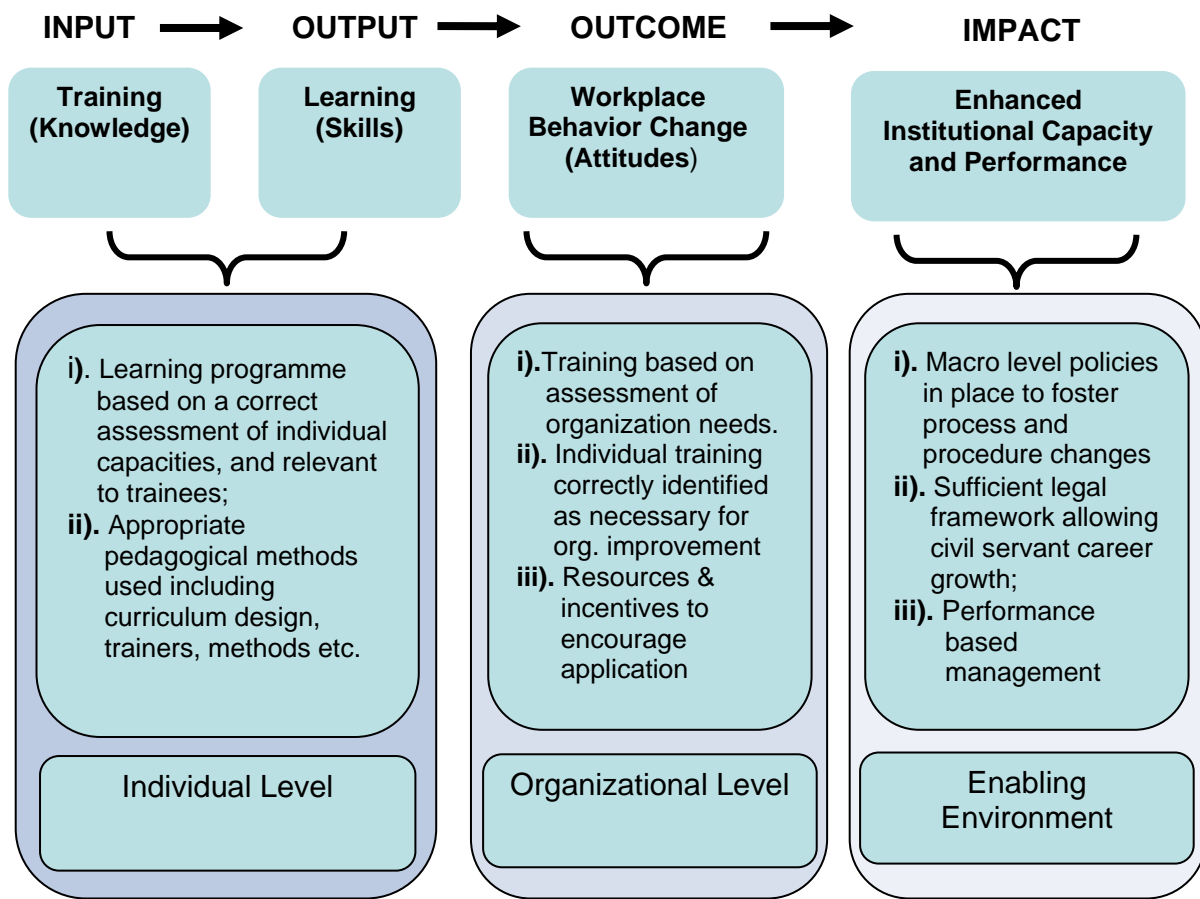 INPUT
OUTPUT
OUTCOME
IMPACT
Training
(Knowledge)
Learning
(Skills)
Workplace
Behavior Change
(Attitudes)
Enhanced
Institutional Capacity
and Performance
i). Learning programme
based on a correct
assessment of individual
capacities, and relevant
to trainees;
ii). Appropriate
pedagogical methods
used including
curriculum design,
trainers, methods etc.
Individual Level
i).Training based on
assessment of
organization needs.
ii). Individual training
correctly identified
as necessary for
org. improvement
iii). Resources &
incentives to
encourage
application
Organizational Level
i). Macro level policies
in place to foster
process and
procedure changes
ii). Sufficient legal
framework allowing
civil servant career
growth;
iii). Performance
based
management
Enabling
Environment